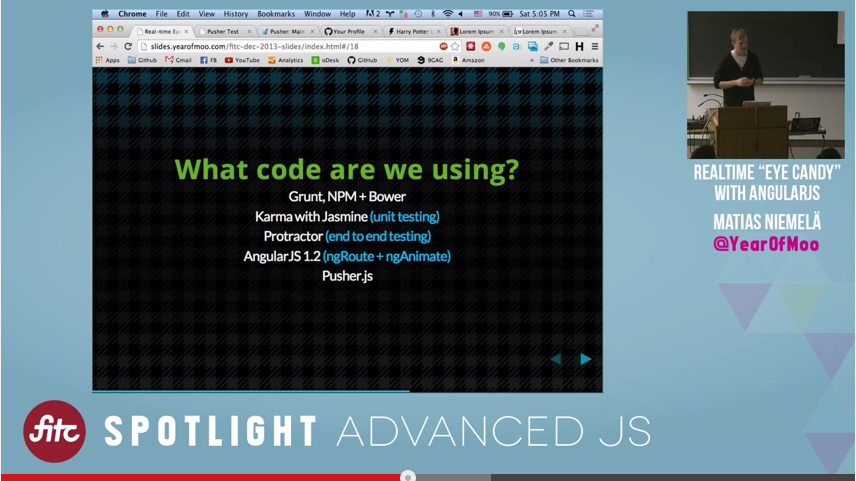 Chrome File Edit View History Bookmarks Window Help
2
90%
Sat 5:05 PM
Real-time Eye
Pusher Test
Pusher: Main
Your Profile
Harry Potter
Lorem Ipsum
Lorem Ipsum
slides.yearofmoo.com/fitc-dec-2013-slides/index.html#/18
Apps Github Gmail FB YouTube Analytics oDesk GitHub YOM 9GAG Amazon
Other Bookmarks
What code are we using?
Grunt, NPM + Bower
Karma with Jasmine (unit testing)
Protractor (end to end testing)
AngularJS 1.2 (ngRoute + ngAnimate)
Pusher.js
REALTIME “EYE CANDY”
WITH ANGULARJS
MATIAS NIEMELÄ
@YearOfMoo
fitc SPOTLIGHT ADVANCED JS